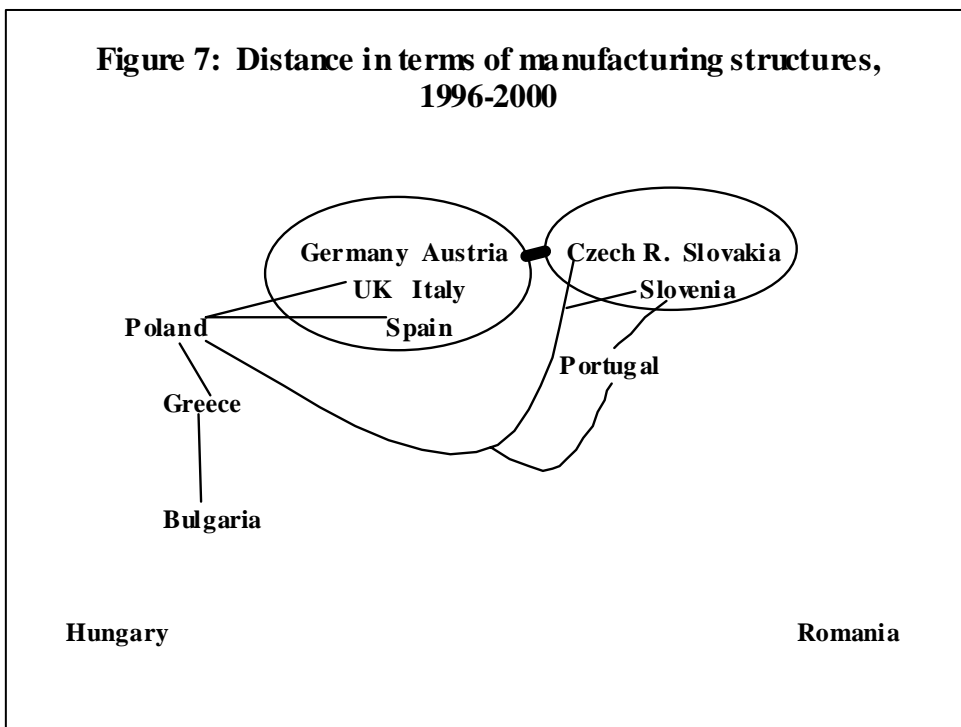 Figure 7: Distance in terms of manufacturing structures,
1996-2000
Germany Austria
Czech R. Slovakia
UK Italy
Slovenia
Poland
Spain
Portugal
Greece
Bulgaria
Hungary
Romania